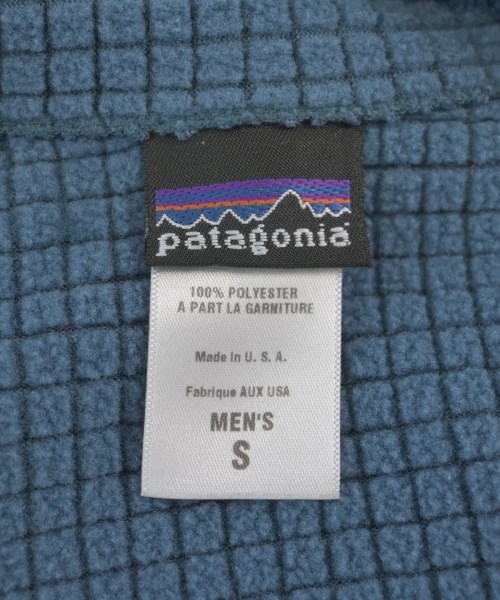 patagonia
100% POLYESTER
A PART LA GARNITURE
Made in U. S. A.
Fabrique AUX USA
MEN'S
S